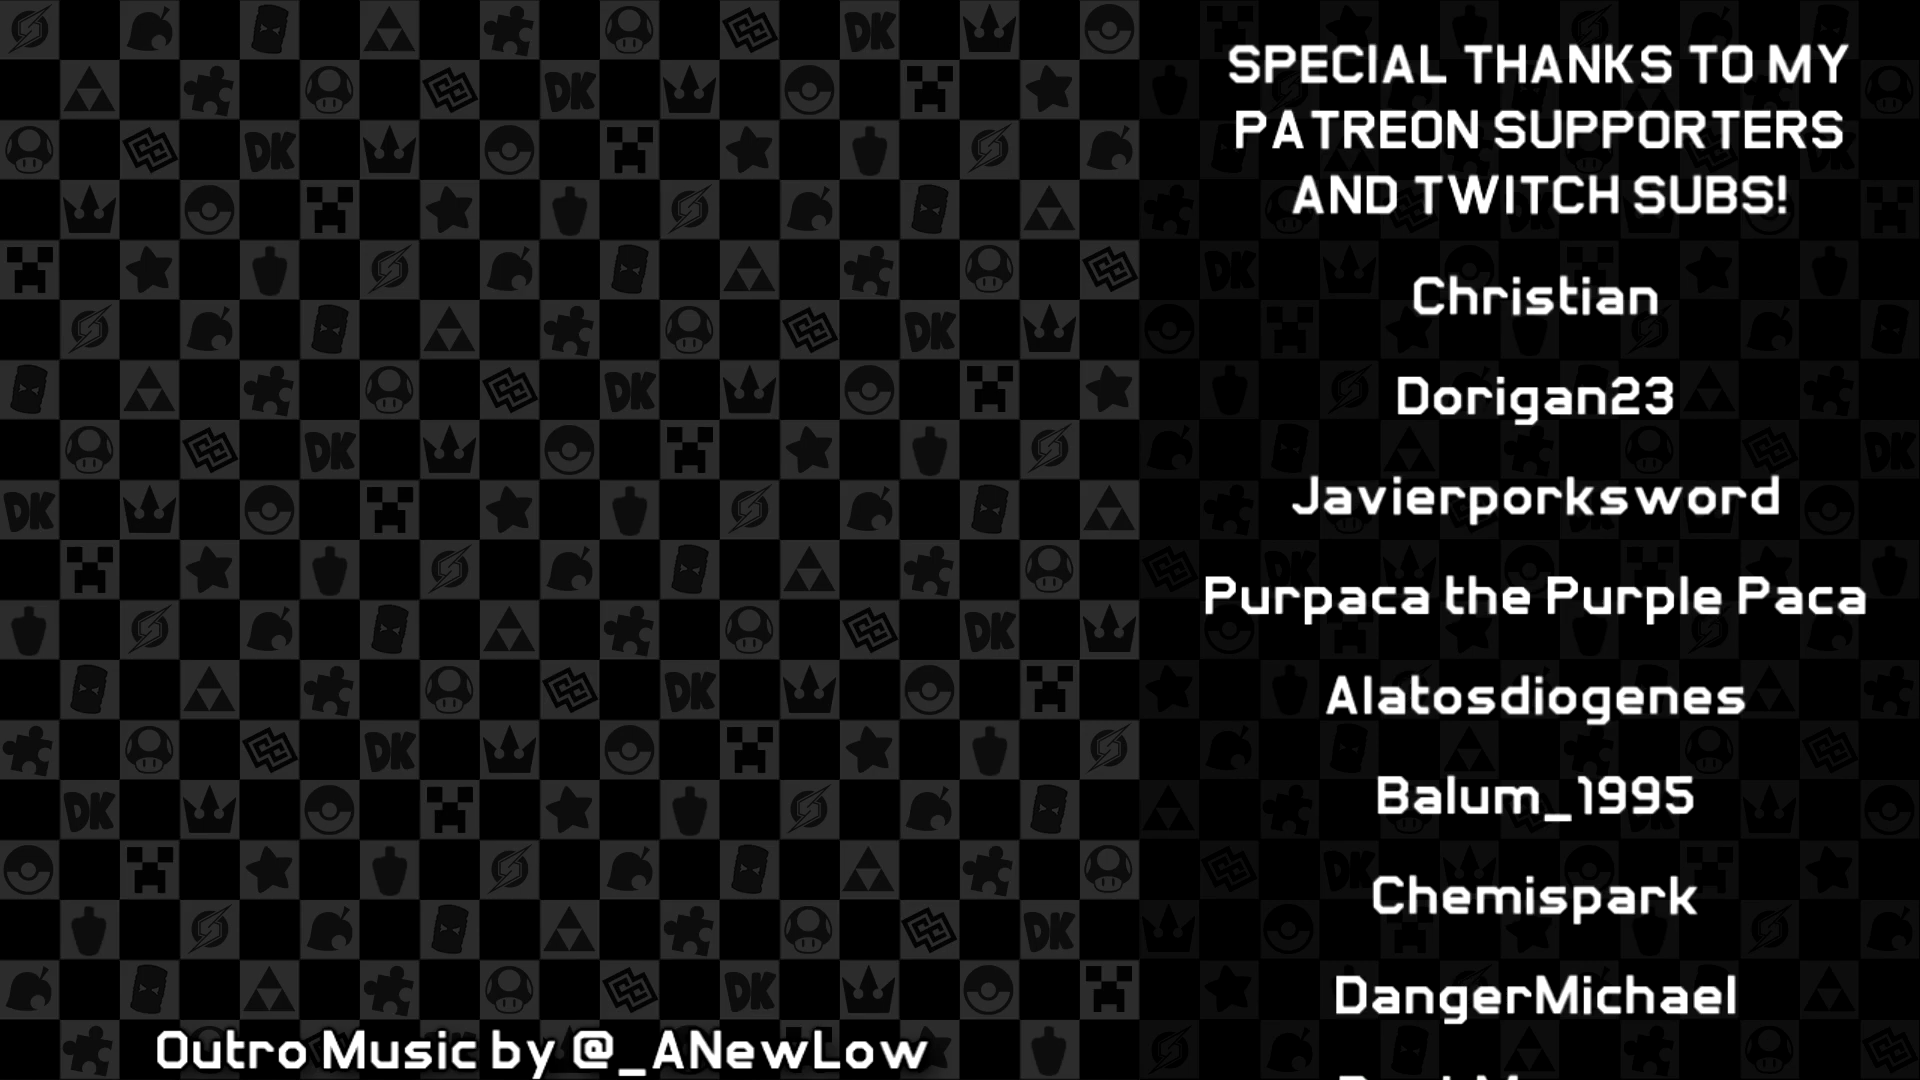 SPECIAL THANKS TO MY
PATREON SUPPORTERS
AND TWITCH SUBS!
Christian
Dorigan23
Javierporksword
Purpaca the Purple Paca
Alatosdiogenes
Balum_1995
Chemispark
DangerMichael
Outro Music by @_ANewLow